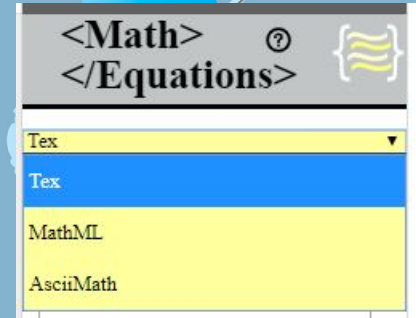 <Math>
</Equations>
Tex
Tex
MathML
AsciiMath